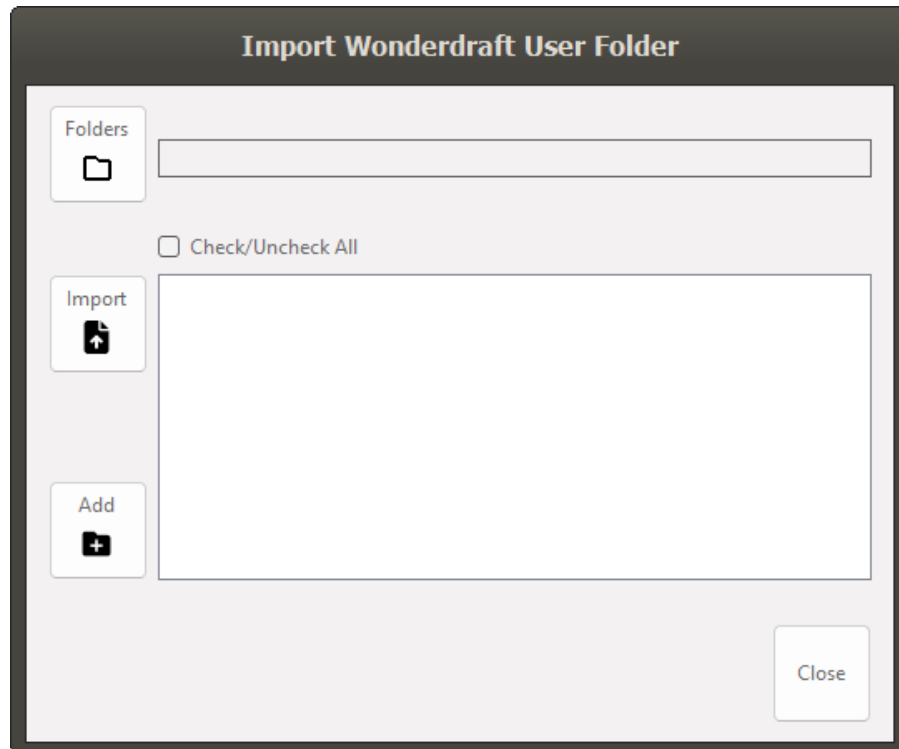 Import Wonderdraft User Folder
Folders
Check/Uncheck All
Import
Add
Close